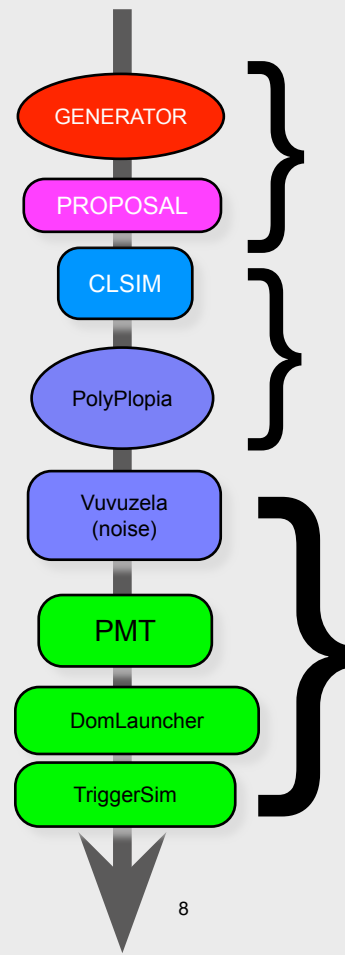 GENERATOR
PROPOSAL
CLSIM
PolyPlopia
Vuvuzela
(noise)
PMT
DomLauncher
TriggerSim
8